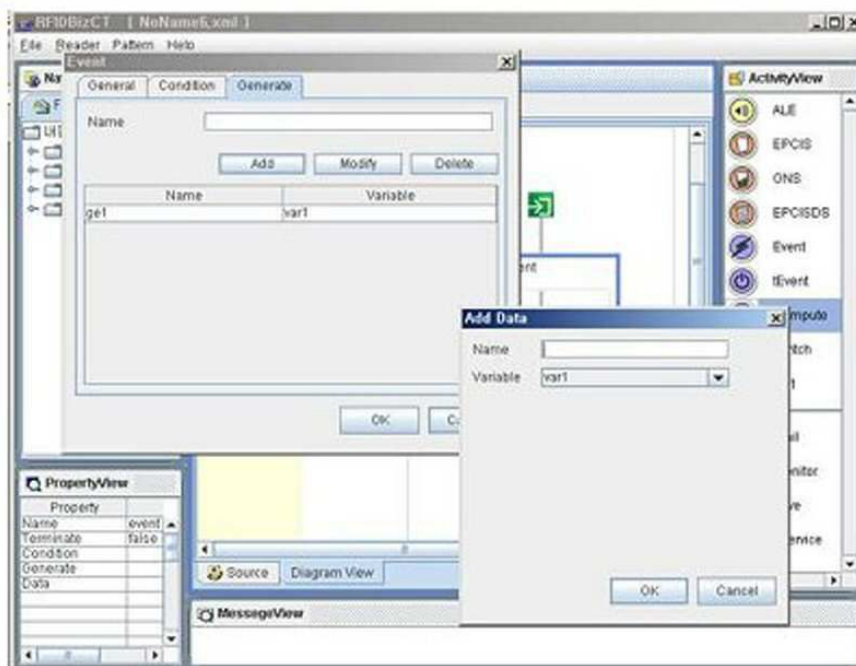 RFIDBizCT [ NoName6.xml ]
File Reader Pattern Help
Event
General Condition Generate
Name
Add Modify Delete
Name Variable
ge1 var1
OK
ActivityView
ALE
EPCIS
ONS
EPCISDS
Event
tEvent
Add Data
Name
Variable var1
OK Cancel
PropertyView
Property
Name event
Terminate false
Condition
Generate
Data
Source Diagram View
MessegeView